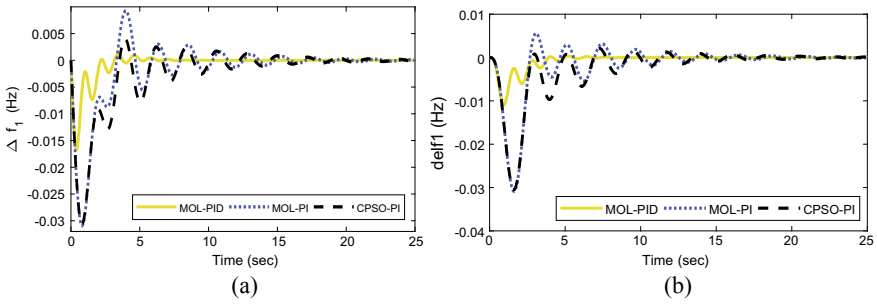 0.005
0
-0.005
-0.01
-0.015
-0.02
-0.025
-0.03
Δ f1 (Hz)
MOL-PID MOL-PI CPSO-PI
0 5 10 15 20 25
Time (sec)
(a)
0.01
0
-0.01
-0.02
-0.03
-0.04
delf1 (Hz)
MOL-PID MOL-PI CPSO-PI
0 5 10 15 20 25
Time (sec)
(b)